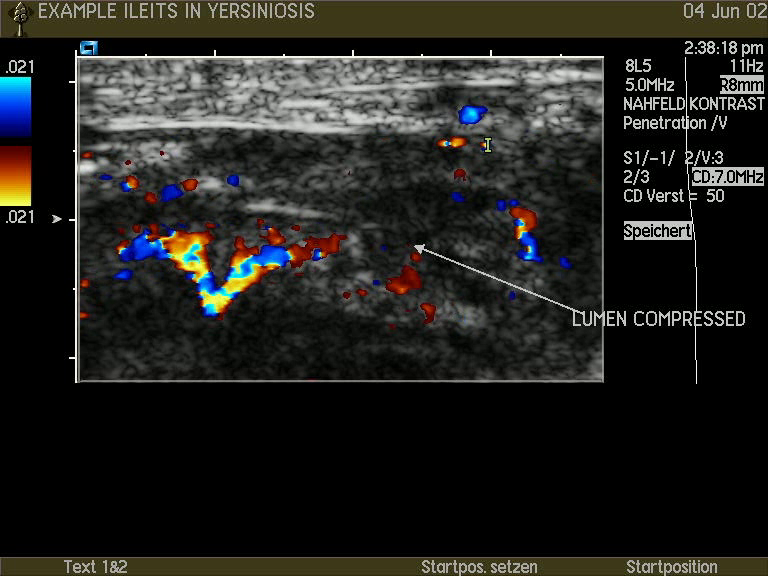 EXAMPLE ILEITS IN YERSINIOSIS
04 Jun 02
2:38:18 pm
8L5 11Hz
5.0MHz R8mm
NAHFELD KONTRAST
Penetration /V
S1/-1/ 2/V:3
2/3 CD:7.0MHz
CD Verst = 50
Speichert
.021
.021
LUMEN COMPRESSED
Text 1&2
Startpos. setzen
Startposition